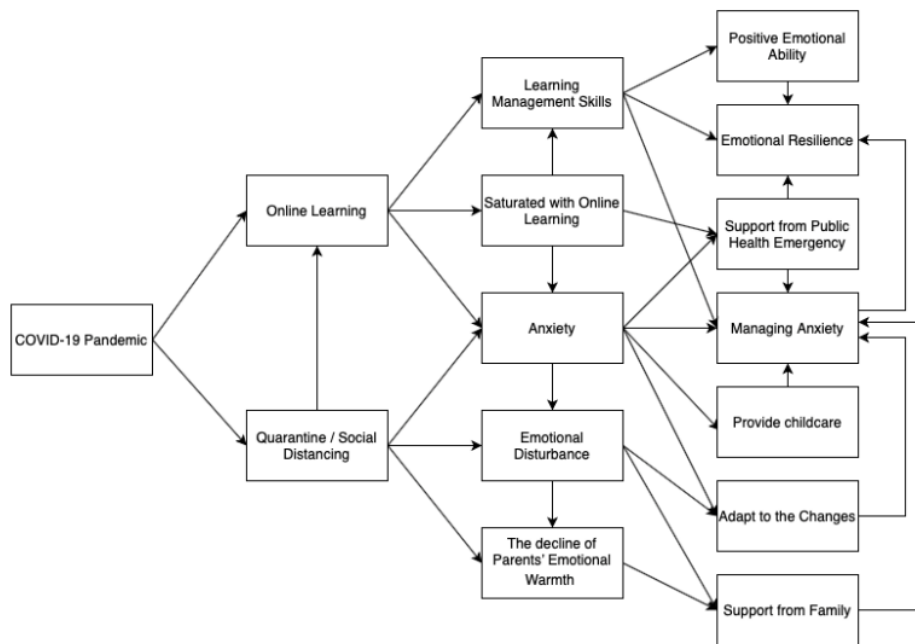 Positive Emotional
Ability
Learning
Management Skills
Emotional Resilience
Online Learning
Saturated with Online
Learning
Support from Public
Health Emergency
COVID-19 Pandemic
Anxiety
Managing Anxiety
Quarantine / Social
Distancing
Emotional
Disturbance
Provide childcare
Adapt to the Changes
The decline of
Parents' Emotional
Warmth
Support from Family